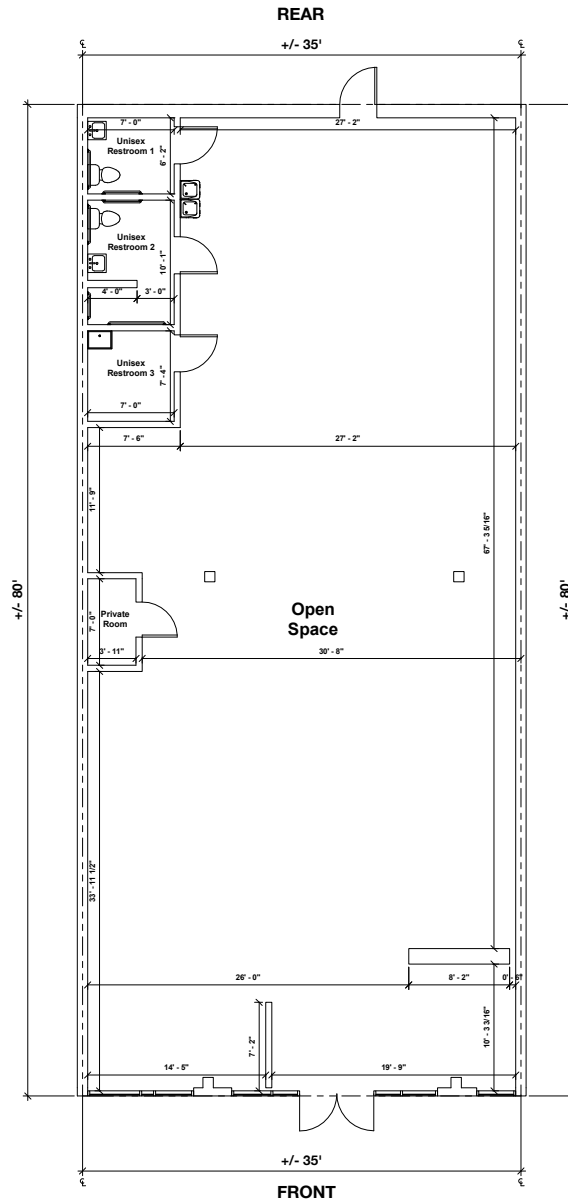 REAR
℄ ℄
+/- 35'
7' - 0" 27' - 2"
Unisex
Restroom 1
6' - 2"
Unisex
Restroom 2
10' - 1"
4' - 0" 3' - 0"
Unisex
Restroom 3
7' - 4"
7' - 0"
7' - 6" 27' - 2"
11' - 9"
67' - 3 5/16"
+/- 80'
+/- 80'
Private
Room
7' - 0"
Open
Space
3' - 11" 30' - 8"
33' - 11 1/2"
26' - 0" 8' - 2" 0' - 6"
7' - 2"
10' - 3 3/16"
14' - 5" 19' - 9"
+/- 35'
℄ ℄
FRONT